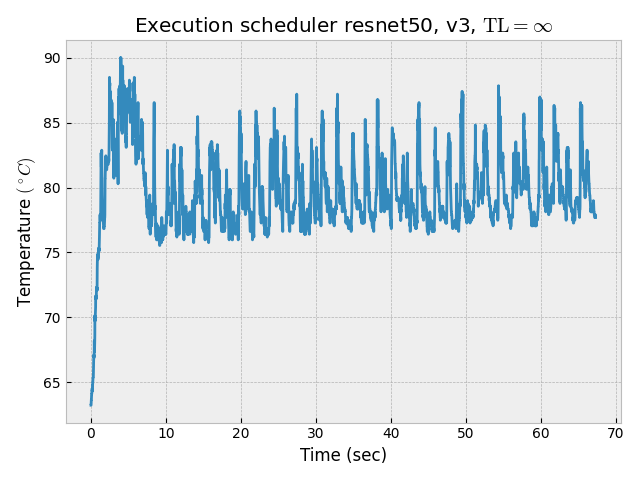 Execution scheduler resnet50, v3, TL = ∞
90
85
80
75
70
65
Temperature (°C)
0 10 20 30 40 50 60 70
Time (sec)